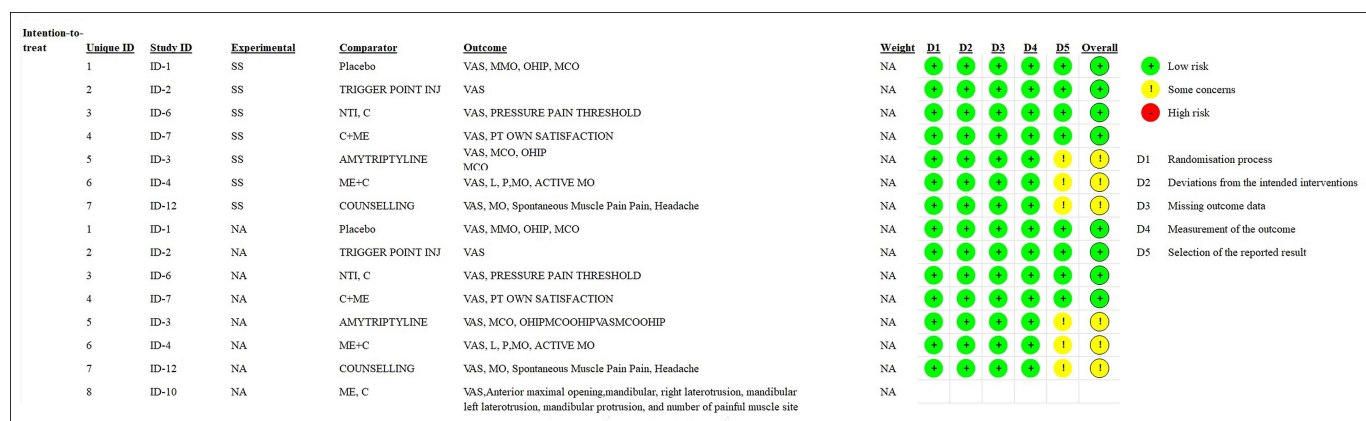 Intention-to-
treat Unique ID Study ID Experimental Comparator Outcome Weight D1 D2 D3 D4 D5 Overall
1 ID-1 SS Placebo VAS, MMO, OHIP, MCO NA + + + + + + + Low risk
2 ID-2 SS TRIGGER POINT INJ VAS NA + + + + + + ! Some concerns
3 ID-6 SS NTI, C VAS, PRESSURE PAIN THRESHOLD NA + + + + + + - High risk
4 ID-7 SS C+ME VAS, PT OWN SATISFACTION NA + + + + + +
5 ID-3 SS AMYTRIPTYLINE VAS, MCO, OHIP NA + + + + ! ! D1 Randomisation process
MCO
6 ID-4 SS ME+C VAS, L, P,MO, ACTIVE MO NA + + + + ! ! D2 Deviations from the intended interventions
7 ID-12 SS COUNSELLING VAS, MO, Spontaneous Muscle Pain Pain, Headache NA + + + + ! ! D3 Missing outcome data
1 ID-1 NA Placebo VAS, MMO, OHIP, MCO NA + + + + + + D4 Measurement of the outcome
2 ID-2 NA TRIGGER POINT INJ VAS NA + + + + + + D5 Selection of the reported result
3 ID-6 NA NTI, C VAS, PRESSURE PAIN THRESHOLD NA + + + + + +
4 ID-7 NA C+ME VAS, PT OWN SATISFACTION NA + + + + + +
5 ID-3 NA AMYTRIPTYLINE VAS, MCO, OHIPMCOOHIPVASMCOOHIP NA + + + + ! !
6 ID-4 NA ME+C VAS, L, P,MO, ACTIVE MO NA + + + + ! !
7 ID-12 NA COUNSELLING VAS, MO, Spontaneous Muscle Pain Pain, Headache NA + + + + ! !
8 ID-10 NA ME, C VAS,Anterior maximal opening,mandibular, right laterotrusion, mandibular NA
left laterotrusion, mandibular protrusion, and number of painful muscle site